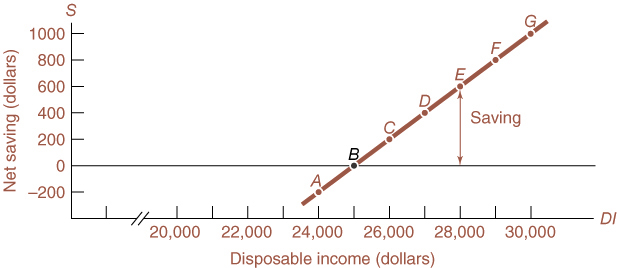 S
1000
800
600
400
200
0
–200
Net saving (dollars)
A
B
C
D
E
F
G
Saving
20,000 22,000 24,000 26,000 28,000 30,000
DI
Disposable income (dollars)